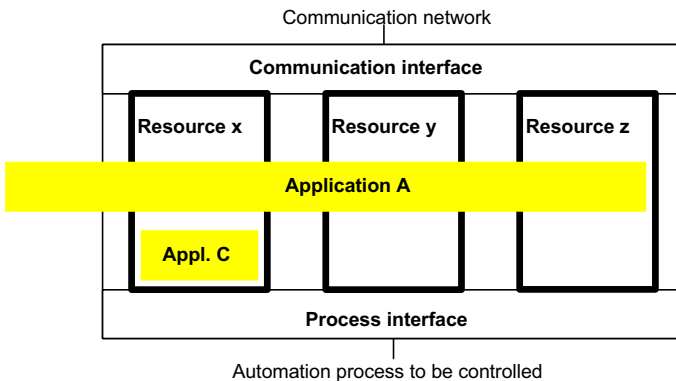 Communication network
Communication interface
Resource x
Resource y
Resource z
Application A
Appl. C
Process interface
Automation process to be controlled